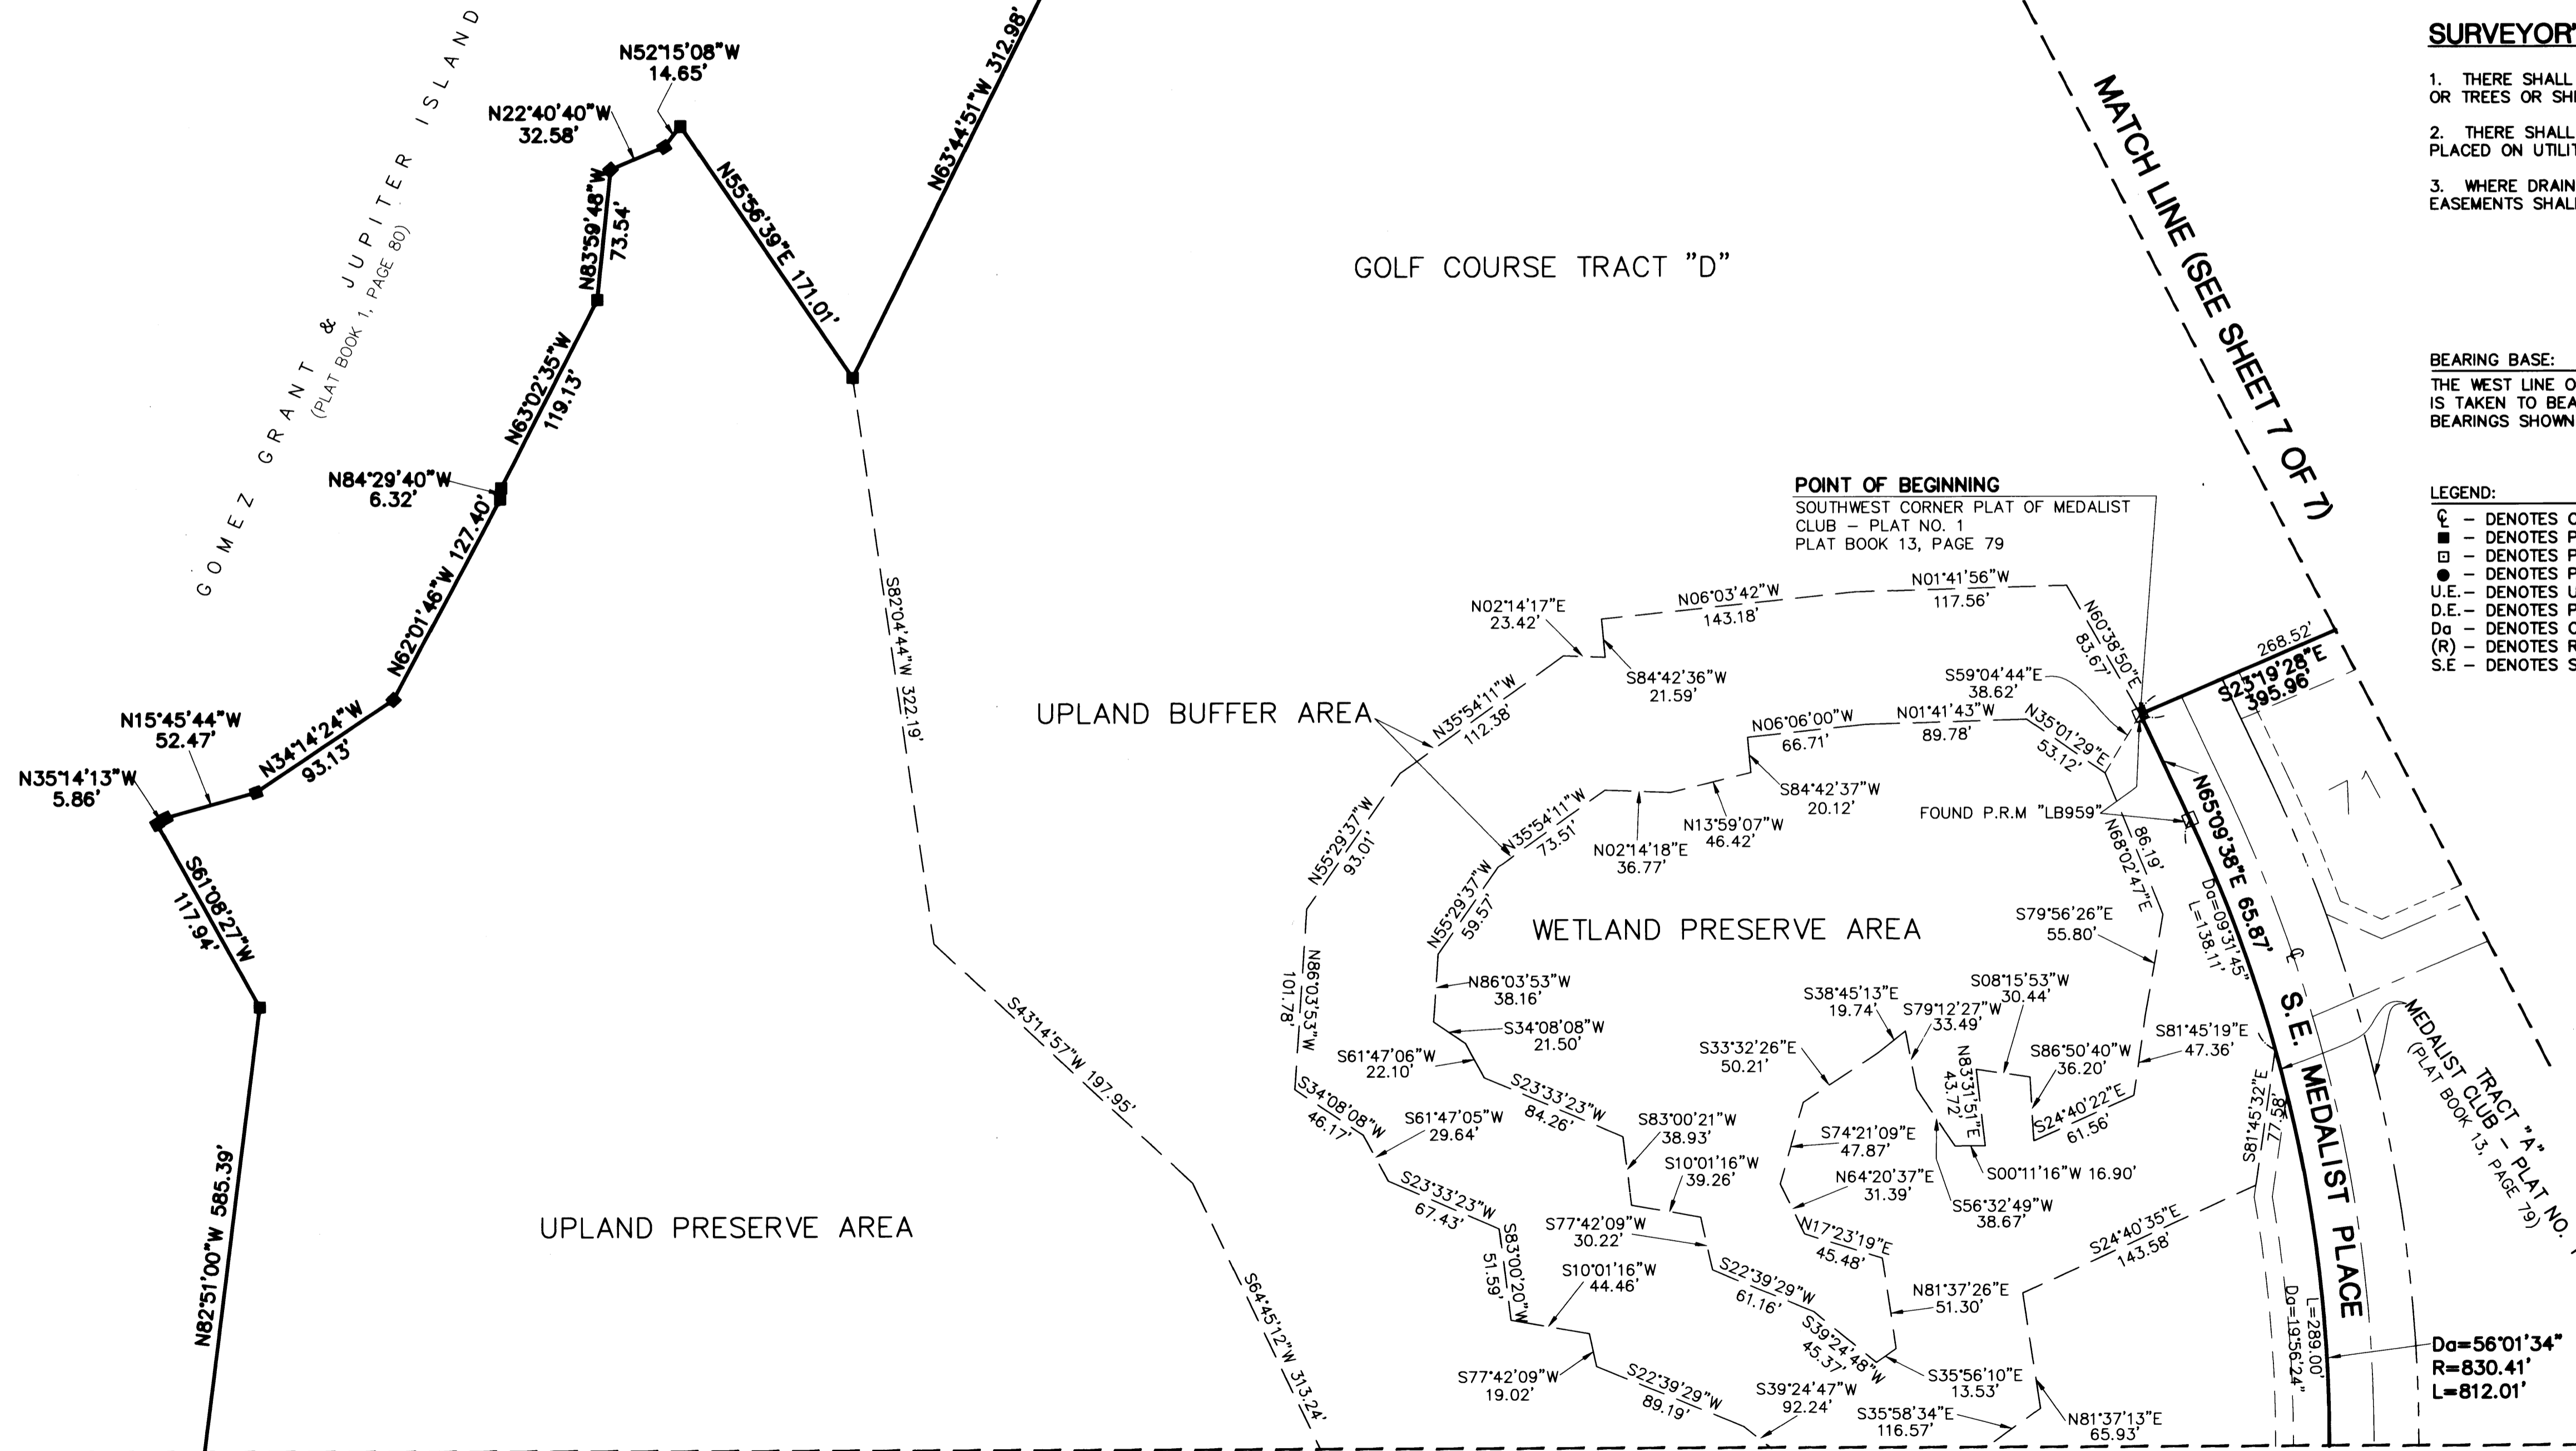 SURVEYOR'
1. THERE SHALL
OR TREES OR
2. THERE SHALL
PLACED ON
3. WHERE
EASEMENTS
BEARING BASE:
THE WEST LINE
IS TAKEN TO
BEARINGS SHOWN
LEGEND:
℄ – DENOTES
■ – DENOTES
⊡ – DENOTES
● – DENOTES
U.E.– DENOTES
D.E.– DENOTES
Da – DENOTES
(R) – DENOTES
S.E – DENOTES
GOMEZ GRANT & JUPITER ISLAND
(PLAT BOOK 1, PAGE 80)
N52°15'08"W
14.65'
N22°40'40"W
32.58'
N83°59'48"W
73.54'
N55°56'39"E 171.01'
N63°44'51"W 312.98'
N63°02'35"W
119.13'
N84°29'40"W
6.32'
N62°01'46"W 127.40'
N34°14'24"W
93.13'
N15°45'44"W
52.47'
N35°14'13"W
5.86'
S61°08'27"W
117.94'
N82°51'00"W 585.39'
UPLAND PRESERVE AREA
S82°04'44"W 322.19'
S43°14'57"W 197.95'
S64°45'12"W 313.24'
GOLF COURSE TRACT "D"
MATCH LINE (SEE SHEET 7 OF 7)
POINT OF BEGINNING
SOUTHWEST CORNER PLAT OF MEDALIST
CLUB – PLAT NO. 1
PLAT BOOK 13, PAGE 79
UPLAND BUFFER AREA
N02°14'17"E
23.42'
N06°03'42"W
143.18'
N01°41'56"W
117.56'
N60°38'50"E
83.67'
S84°42'36"W
21.59'
N35°54'11"W
112.38'
N55°29'37"W
93.01'
N86°03'53"W
101.78'
S34°08'08"W
46.17'
S61°47'05"W
29.64'
S23°33'23"W
67.43'
S83°00'20"W
51.59'
S10°01'16"W
44.46'
S77°42'09"W
19.02'
S22°39'29"W
89.19'
S39°24'47"W
92.24'
S35°58'34"E
116.57'
N81°37'13"E
65.93'
S24°40'35"E
143.58'
S81°45'32"E
77.58'
S59°04'44"E
38.62'
N06°06'00"W
66.71'
N01°41'43"W
89.78'
N35°01'29"E
53.12'
S84°42'37"W
20.12'
N13°59'07"W
46.42'
N02°14'18"E
36.77'
N35°54'11"W
73.51'
N55°29'37"W
59.57'
FOUND P.R.M "LB959"
86.19'
N68°02'47"E
WETLAND PRESERVE AREA
N86°03'53"W
38.16'
S34°08'08"W
21.50'
S61°47'06"W
22.10'
S23°33'23"W
84.26'
S83°00'21"W
38.93'
S10°01'16"W
39.26'
S77°42'09"W
30.22'
S22°39'29"W
61.16'
S39°24'48"W
45.37'
S35°56'10"E
13.53'
N81°37'26"E
51.30'
N17°23'19"E
45.48'
N64°20'37"E
31.39'
S74°21'09"E
47.87'
S33°32'26"E
50.21'
S38°45'13"E
19.74'
S79°12'27"W
33.49'
S56°32'49"W
38.67'
S00°11'16"W 16.90'
N83°31'51"E
43.72'
S08°15'53"W
30.44'
S86°50'40"W
36.20'
S24°40'22"E
61.56'
S81°45'19"E
47.36'
S79°56'26"E
55.80'
268.52'
S23°19'28"E
395.96'
71
N65°09'38"E 65.87'
Da=09°31'45"
L=138.11'
℄
S.E. MEDALIST PLACE
TRACT "A"
MEDALIST CLUB – PLAT NO.
(PLAT BOOK 13, PAGE 79)
L=289.00'
Da=19°56'24"
Da=56°01'34"
R=830.41'
L=812.01'